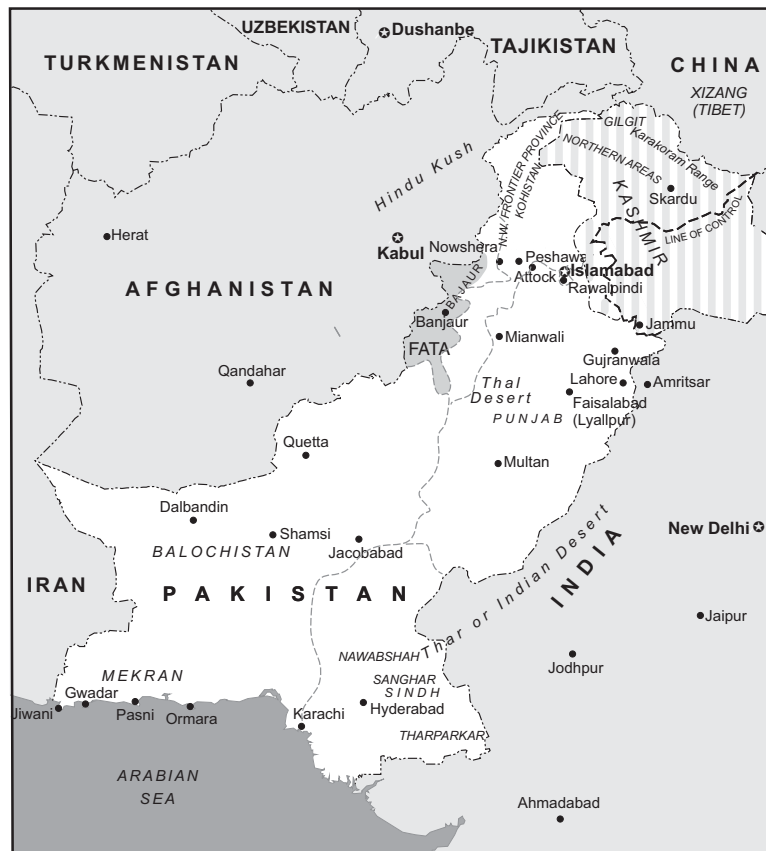 UZBEKISTAN
Dushanbe
TURKMENISTAN
TAJIKISTAN
CHINA
XIZANG
(TIBET)
GILGIT
Karakoram Range
NORTHERN AREAS
N.W. FRONTIER PROVINCE
KOHISTAN
Hindu Kush
Skardu
KASHMIR
LINE OF CONTROL
Herat
Kabul
Nowshera
Peshawa
Islamabad
Attock
Rawalpindi
BAJAUR
AFGHANISTAN
Banjaur
FATA
Mianwali
Jammu
Gujranwala
Qandahar
Thal
Desert
Lahore
Amritsar
Faisalabad
(Lyallpur)
PUNJAB
Quetta
Multan
Dalbandin
Shamsi
Jacobabad
BALOCHISTAN
New Delhi
Thar or Indian Desert
INDIA
IRAN
PAKISTAN
Jaipur
NAWABSHAH
Jodhpur
MEKRAN
SANGHAR
SINDH
Gwadar
Jiwani
Pasni
Ormara
Karachi
Hyderabad
THARPARKAR
ARABIAN
SEA
Ahmadabad